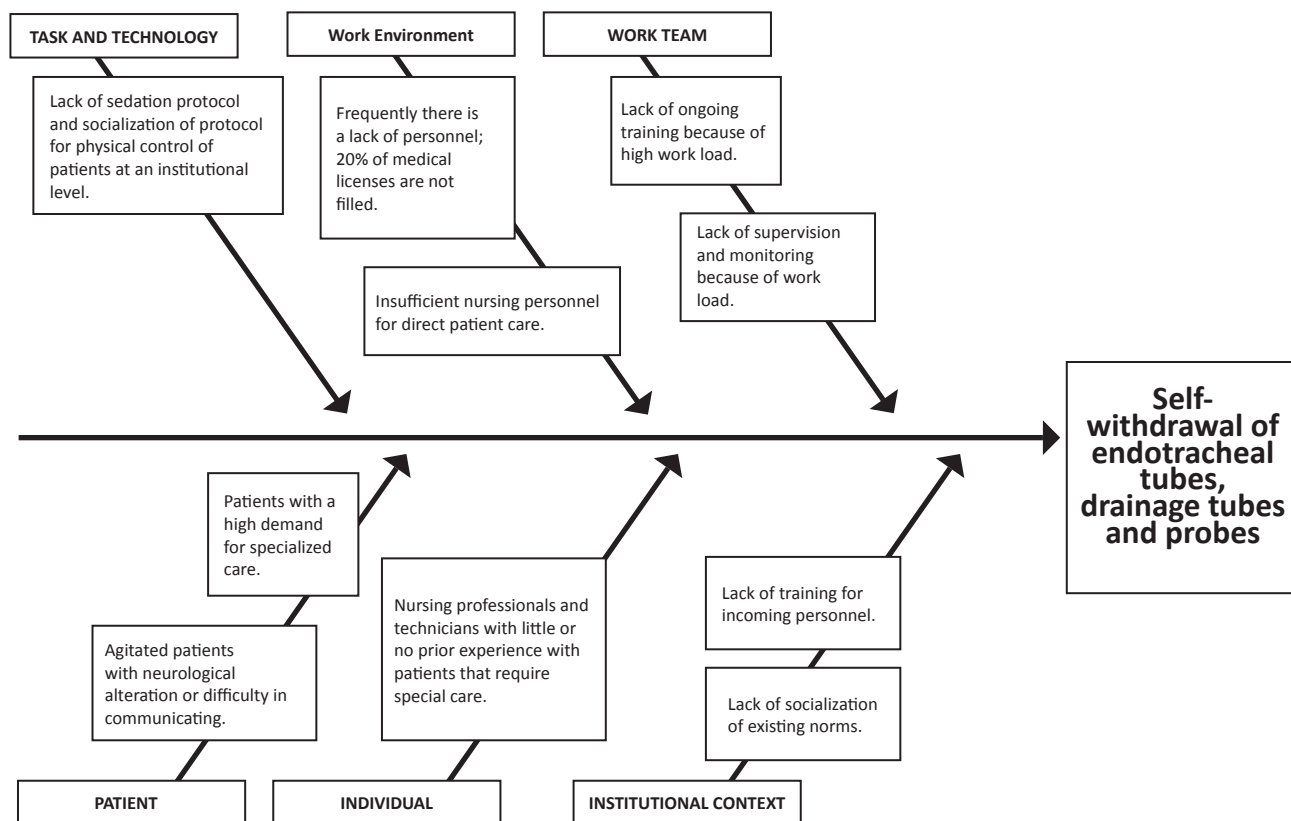 TASK AND TECHNOLOGY
Lack of sedation protocol
and socialization of protocol
for physical control of
patients at an institutional
level.
Work Environment
Frequently there is
a lack of personnel;
20% of medical
licenses are not
filled.
Insufficient nursing personnel
for direct patient care.
WORK TEAM
Lack of ongoing
training because of
high work load.
Lack of supervision
and monitoring
because of work
load.
Self-
withdrawal of
endotracheal
tubes,
drainage tubes
and probes
Patients with a
high demand
for specialized
care.
Agitated patients
with neurological
alteration or difficulty in
communicating.
PATIENT
Nursing professionals and
technicians with little or
no prior experience with
patients that require
special care.
INDIVIDUAL
Lack of training for
incoming personnel.
Lack of socialization
of existing norms.
INSTITUTIONAL CONTEXT